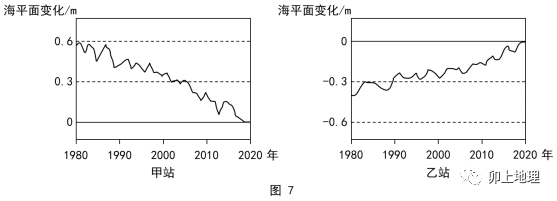 海平面变化/m 海平面变化/m
0.6 0
0.3 -0.3
0 -0.6
1980 1990 2000 2010 2020 年 1980 1990 2000 2010 2020 年
甲站 乙站
卯上地理
图 7